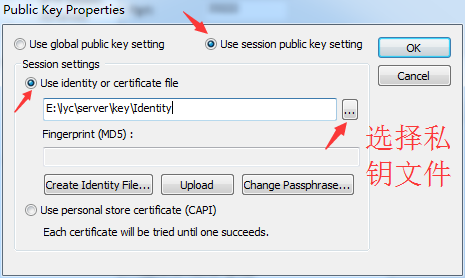 Public Key Properties
Use global public key setting
Use session public key setting
OK
Cancel
Session settings
Use identity or certificate file
E:\lyc\server\key\Identity
...
选择私
钥文件
Fingerprint (MD5) :
Create Identity File...
Upload
Change Passphrase...
Use personal store certificate (CAPI)
Each certificate will be tried until one succeeds.